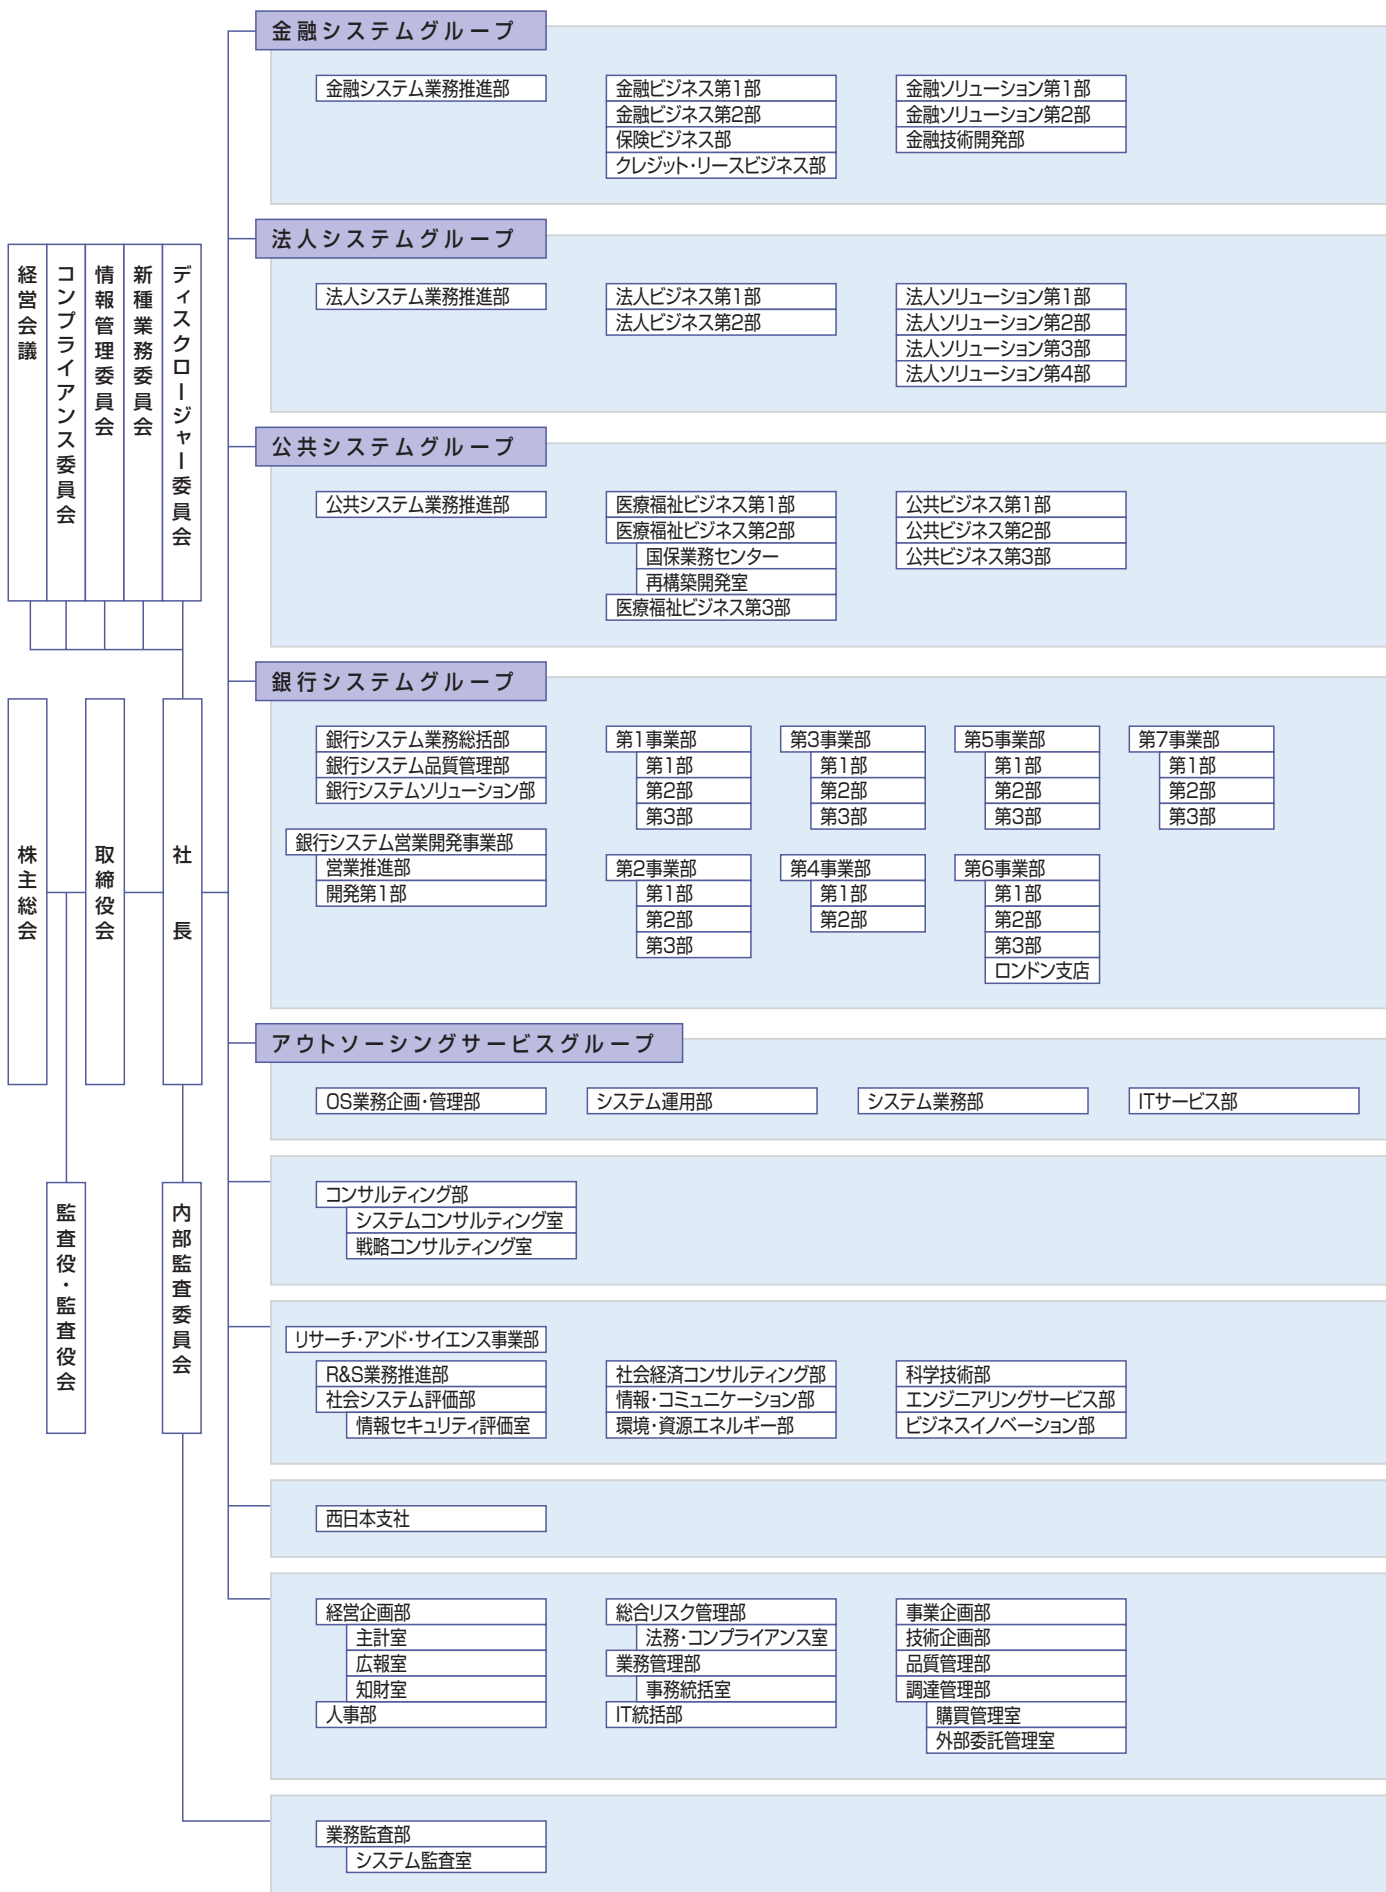 経営会議
コンプライアンス委員会
情報管理委員会
新種業務委員会
ディスクロージャー委員会
株主総会
取締役会
社長
監査役・監査役会
内部監査委員会
金融システムグループ
金融システム業務推進部
金融ビジネス第1部
金融ビジネス第2部
保険ビジネス部
クレジット・リースビジネス部
金融ソリューション第1部
金融ソリューション第2部
金融技術開発部
法人システムグループ
法人システム業務推進部
法人ビジネス第1部
法人ビジネス第2部
法人ソリューション第1部
法人ソリューション第2部
法人ソリューション第3部
法人ソリューション第4部
公共システムグループ
公共システム業務推進部
医療福祉ビジネス第1部
医療福祉ビジネス第2部
国保業務センター
再構築開発室
医療福祉ビジネス第3部
公共ビジネス第1部
公共ビジネス第2部
公共ビジネス第3部
銀行システムグループ
銀行システム業務総括部
銀行システム品質管理部
銀行システムソリューション部
銀行システム営業開発事業部
営業推進部
開発第1部
第1事業部
第1部
第2部
第3部
第2事業部
第1部
第2部
第3部
第3事業部
第1部
第2部
第3部
第4事業部
第1部
第2部
第5事業部
第1部
第2部
第3部
第6事業部
第1部
第2部
第3部
ロンドン支店
第7事業部
第1部
第2部
第3部
アウトソーシングサービスグループ
OS業務企画・管理部
システム運用部
システム業務部
ITサービス部
コンサルティング部
システムコンサルティング室
戦略コンサルティング室
リサーチ・アンド・サイエンス事業部
R&S業務推進部
社会システム評価部
情報セキュリティ評価室
社会経済コンサルティング部
情報・コミュニケーション部
環境・資源エネルギー部
科学技術部
エンジニアリングサービス部
ビジネスイノベーション部
西日本支社
経営企画部
主計室
広報室
知財室
人事部
総合リスク管理部
法務・コンプライアンス室
業務管理部
事務統括室
IT統括部
事業企画部
技術企画部
品質管理部
調達管理部
購買管理室
外部委託管理室
業務監査部
システム監査室